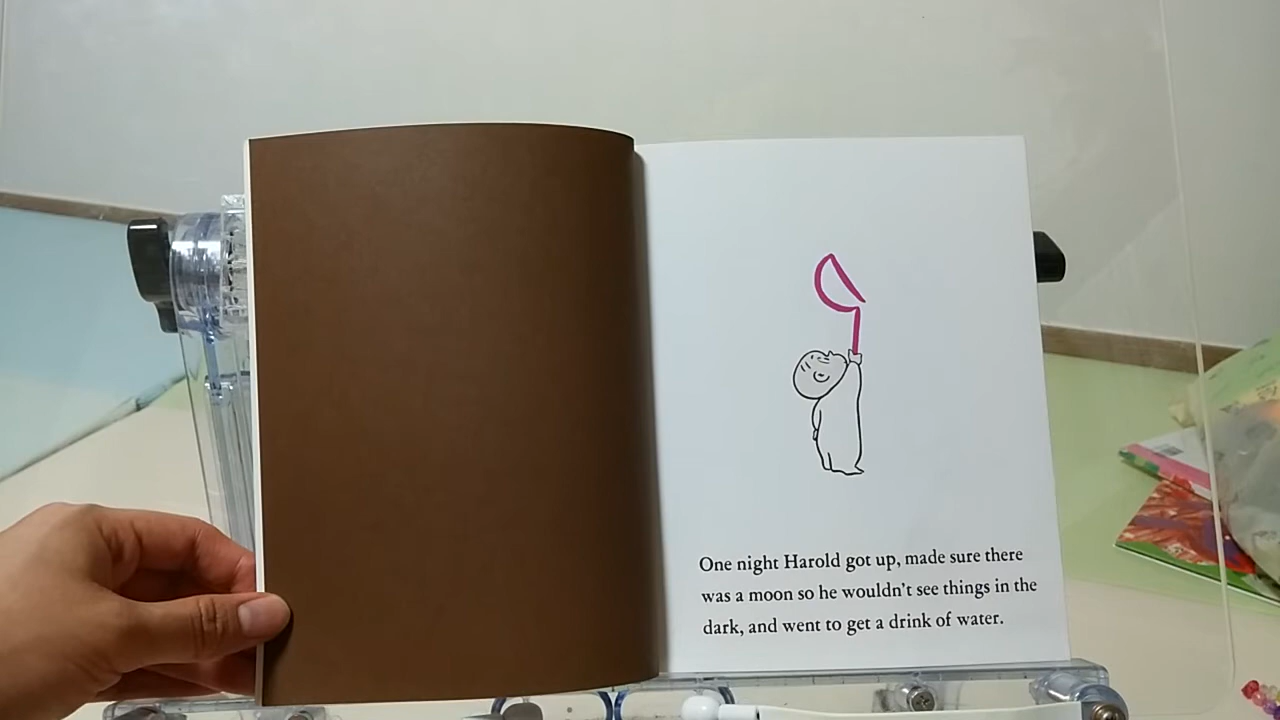 One night Harold got up, made sure there
was a moon so he wouldn't see things in the
dark, and went to get a drink of water.